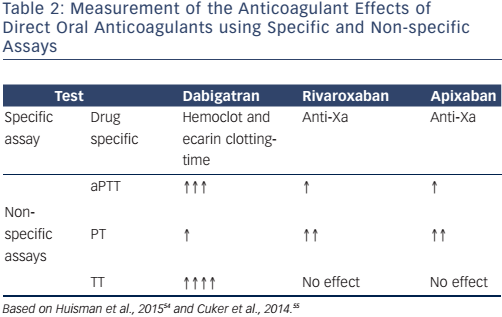 Table 2: Measurement of the Anticoagulant Effects of
Direct Oral Anticoagulants using Specific and Non-specific
Assays
Test Dabigatran Rivaroxaban Apixaban
Specific Drug Hemoclot and Anti-Xa Anti-Xa
assay specific ecarin clotting-
time
aPTT ↑↑↑ ↑ ↑
Non-
specific PT ↑ ↑↑ ↑↑
assays
TT ↑↑↑↑ No effect No effect
Based on Huisman et al., 2015⁵⁴ and Cuker et al., 2014.⁵⁵